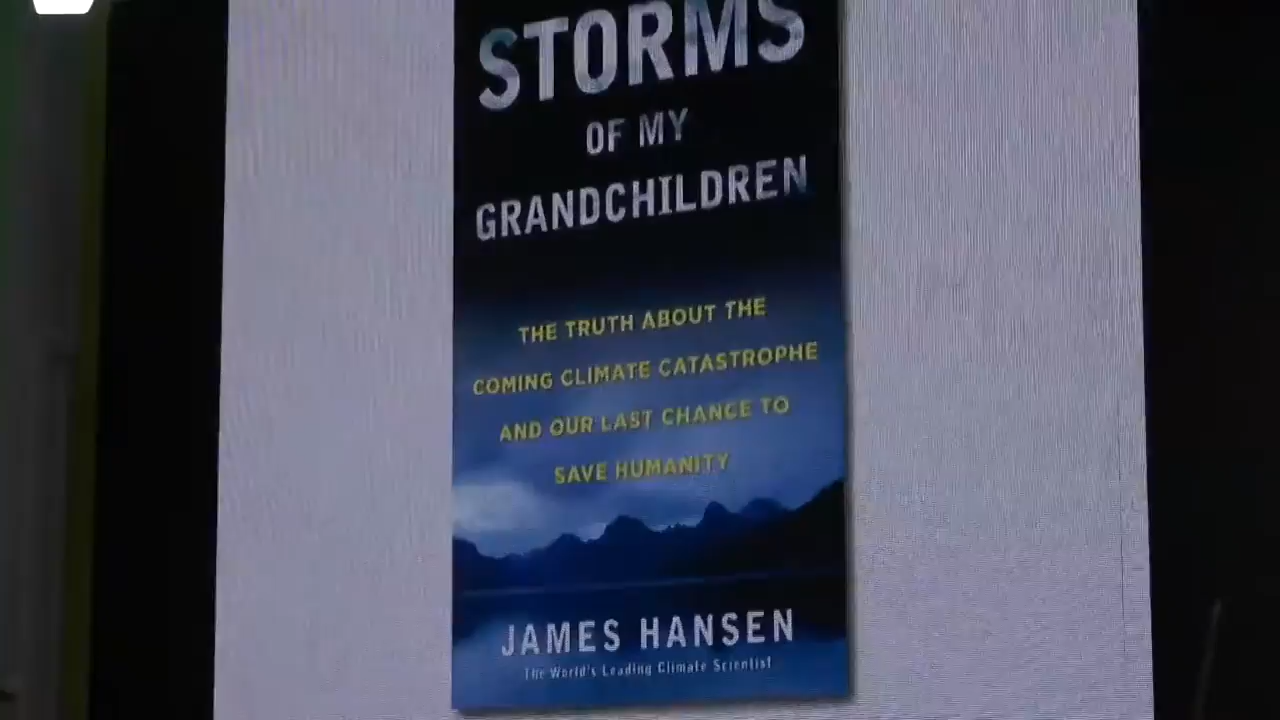 STORMS
OF MY
GRANDCHILDREN
THE TRUTH ABOUT THE
COMING CLIMATE CATASTROPHE
AND OUR LAST CHANCE TO
SAVE HUMANITY
JAMES HANSEN
The World's Leading Climate Scientist